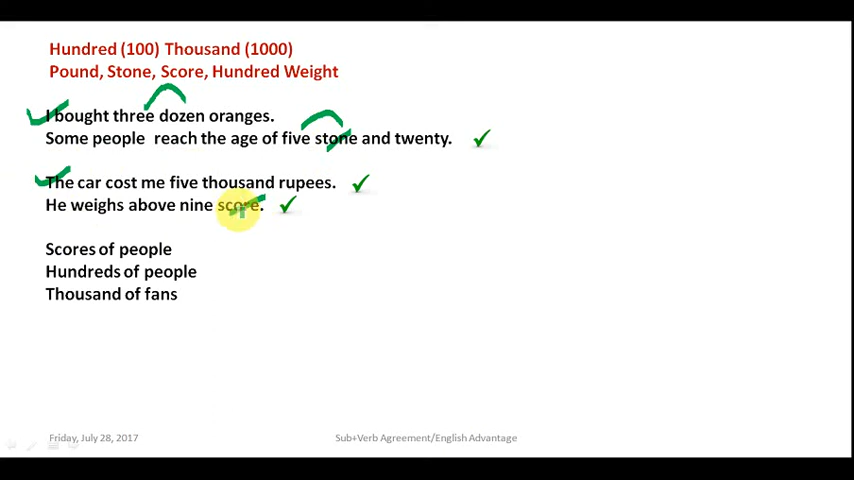 Hundred (100) Thousand (1000)
Pound, Stone, Score, Hundred Weight
I bought three dozen oranges.
Some people reach the age of five stone and twenty.
The car cost me five thousand rupees.
He weighs above nine score.
Scores of people
Hundreds of people
Thousand of fans
Friday, July 28, 2017
Sub+Verb Agreement/English Advantage